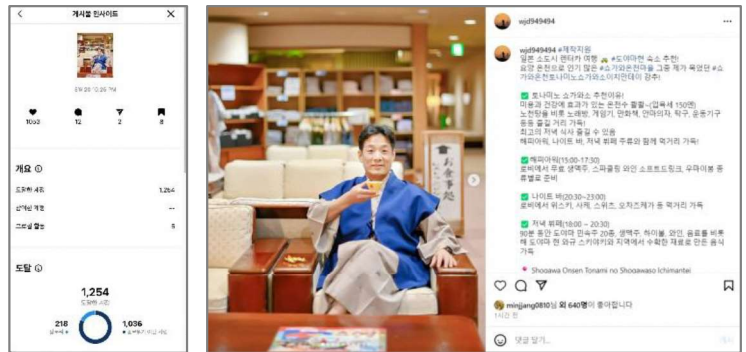 게시물 인사이트
1053
12
2
8
개요
1,254
--
5
도달
1,254
218
1,036
wjd949494
wjd949494 #제작지원
일본 소도시 렌터카 여행 #도야마현 숙소 추천!
요양 온천으로 인기 많은 #쇼가와온천마을 그중 제가 묵었던 #쇼
가와온천토나미노쇼가와소이치만테이 강추!
✅ 토나미노 쇼가와소 추천이유!
미용과 건강에 효과가 있는 온천수 콸콸~(입욕세 150엔)
노천탕을 비롯 노래방, 게임기, 만화책, 안마의자, 탁구, 운동기구
등등 즐길 거리 가득!
최고의 저녁 식사 즐길 수 있음
해피아워, 나이트 바, 저녁 뷔페 주류와 함께 먹거리 가득!
✅해피아워(15:00-17:30)
로비에서 무료 생맥주, 스파클링 와인 소프트드링크, 우마이봉 종
류별로 준비
✅ 나이트 바(20:30~23:00)
로비에서 위스키, 사케, 스위츠, 오차즈케가 등 먹거리 가득
✅ 저녁 뷔페(18:00 ~ 20:30)
90분 동안 도야마 민속주 20종, 생맥주, 하이볼, 와인, 음료를 비롯
해 도야마 현 와규 스키야키와 지역에서 수확한 재료로 만든 음식
가득
Shogawa Onsen Tonami no Shogawaso Ichimantei
minjjang0810님 외 640명이 좋아합니다
1시간 전
댓글 달기...
お食事処